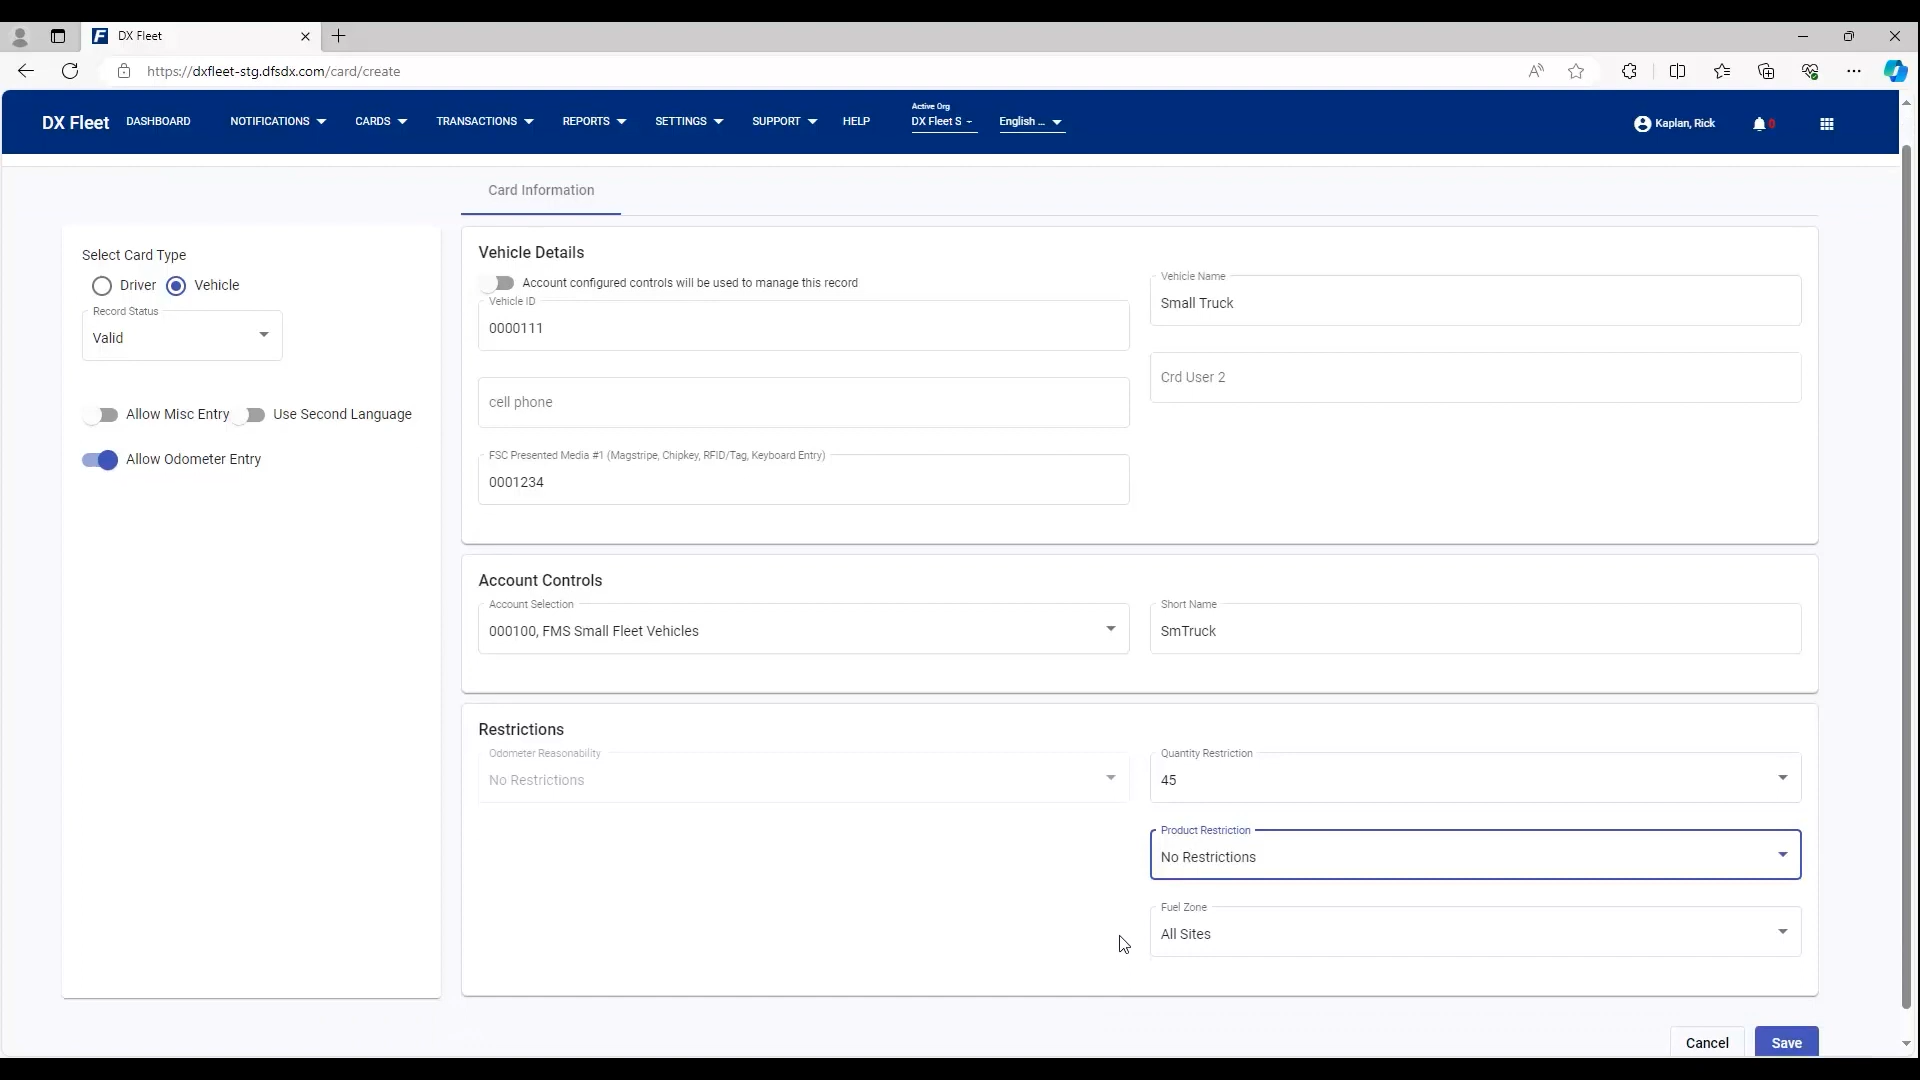 DX Fleet
https://dxfleet-stg.dfsdx.com/card/create
DX Fleet
DASHBOARD
NOTIFICATIONS
CARDS
TRANSACTIONS
REPORTS
SETTINGS
SUPPORT
HELP
Active Org
DX Fleet S
English ...
Kaplan, Rick
0
Card Information
Select Card Type
Driver
Vehicle
Record Status
Valid
Allow Misc Entry
Use Second Language
Allow Odometer Entry
Vehicle Details
Account configured controls will be used to manage this record
Vehicle ID
0000111
Vehicle Name
Small Truck
cell phone
Crd User 2
FSC Presented Media #1 (Magstripe, Chipkey, RFID/Tag, Keyboard Entry)
0001234
Account Controls
Account Selection
000100, FMS Small Fleet Vehicles
Short Name
SmTruck
Restrictions
Odometer Reasonability
No Restrictions
Quantity Restriction
45
Product Restriction
No Restrictions
Fuel Zone
All Sites
Cancel
Save